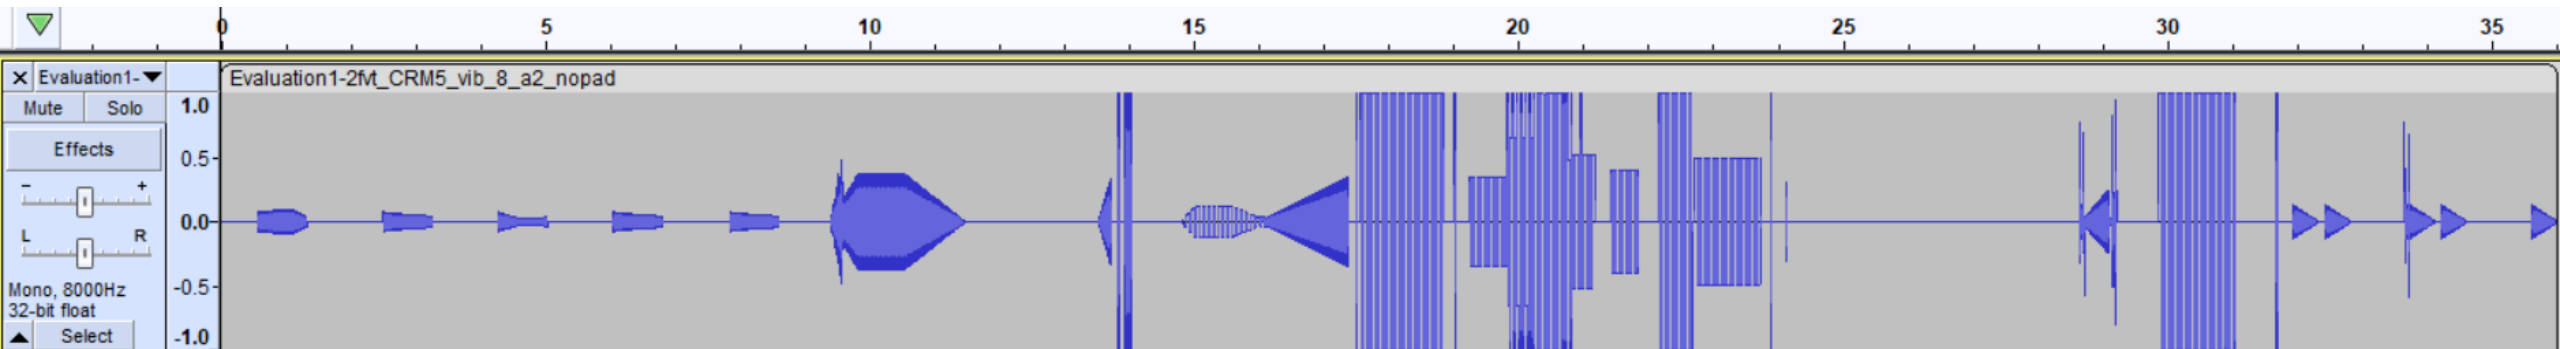 0 5 10 15 20 25 30 35
Evaluation1-
Evaluation1-2fvt_CRM5_vib_8_a2_nopad
Mute Solo
Effects
- +
L R
Mono, 8000Hz
32-bit float
Select
1.0
0.5-
0.0-
-0.5-
-1.0